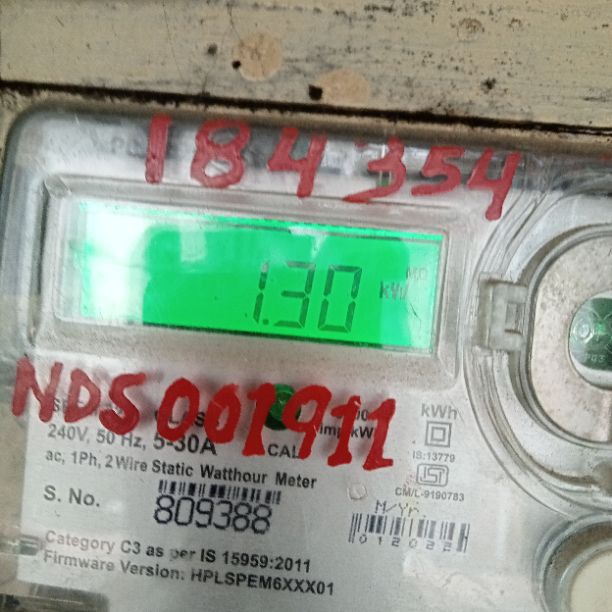 184354
1.30
MD
kW
NDS001911
240V, 50 Hz, 5-30A
ac, 1Ph, 2Wire Static Watthour Meter
CAL
kWh
IS:13779
CM/L-9190783
S. No.
809388
M/Yr.
012022
Category C3 as per IS 15959:2011
Firmware Version: HPLSPEM6XXX01